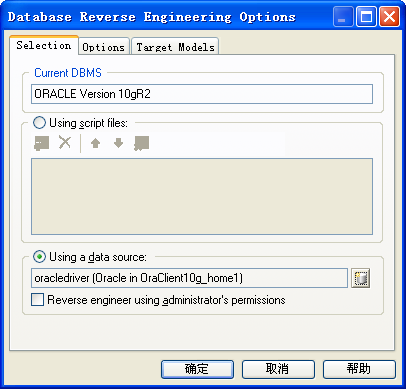 Database Reverse Engineering Options
Selection
Options
Target Models
Current DBMS
ORACLE Version 10gR2
Using script files:
Using a data source:
oracledriver (Oracle in OraClient10g_home1)
Reverse engineer using administrator's permissions
确定
取消
帮助